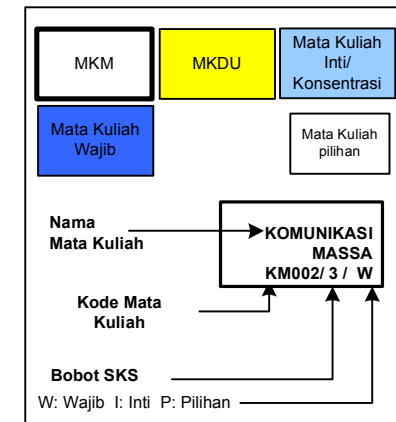 MKM
MKDU
Mata Kuliah
Inti/
Konsentrasi
Mata Kuliah
Wajib
Mata Kuliah
pilihan
Nama
Mata Kuliah
KOMUNIKASI
MASSA
KM002/ 3 / W
Kode Mata
Kuliah
Bobot SKS
W: Wajib I: Inti P: Pilihan